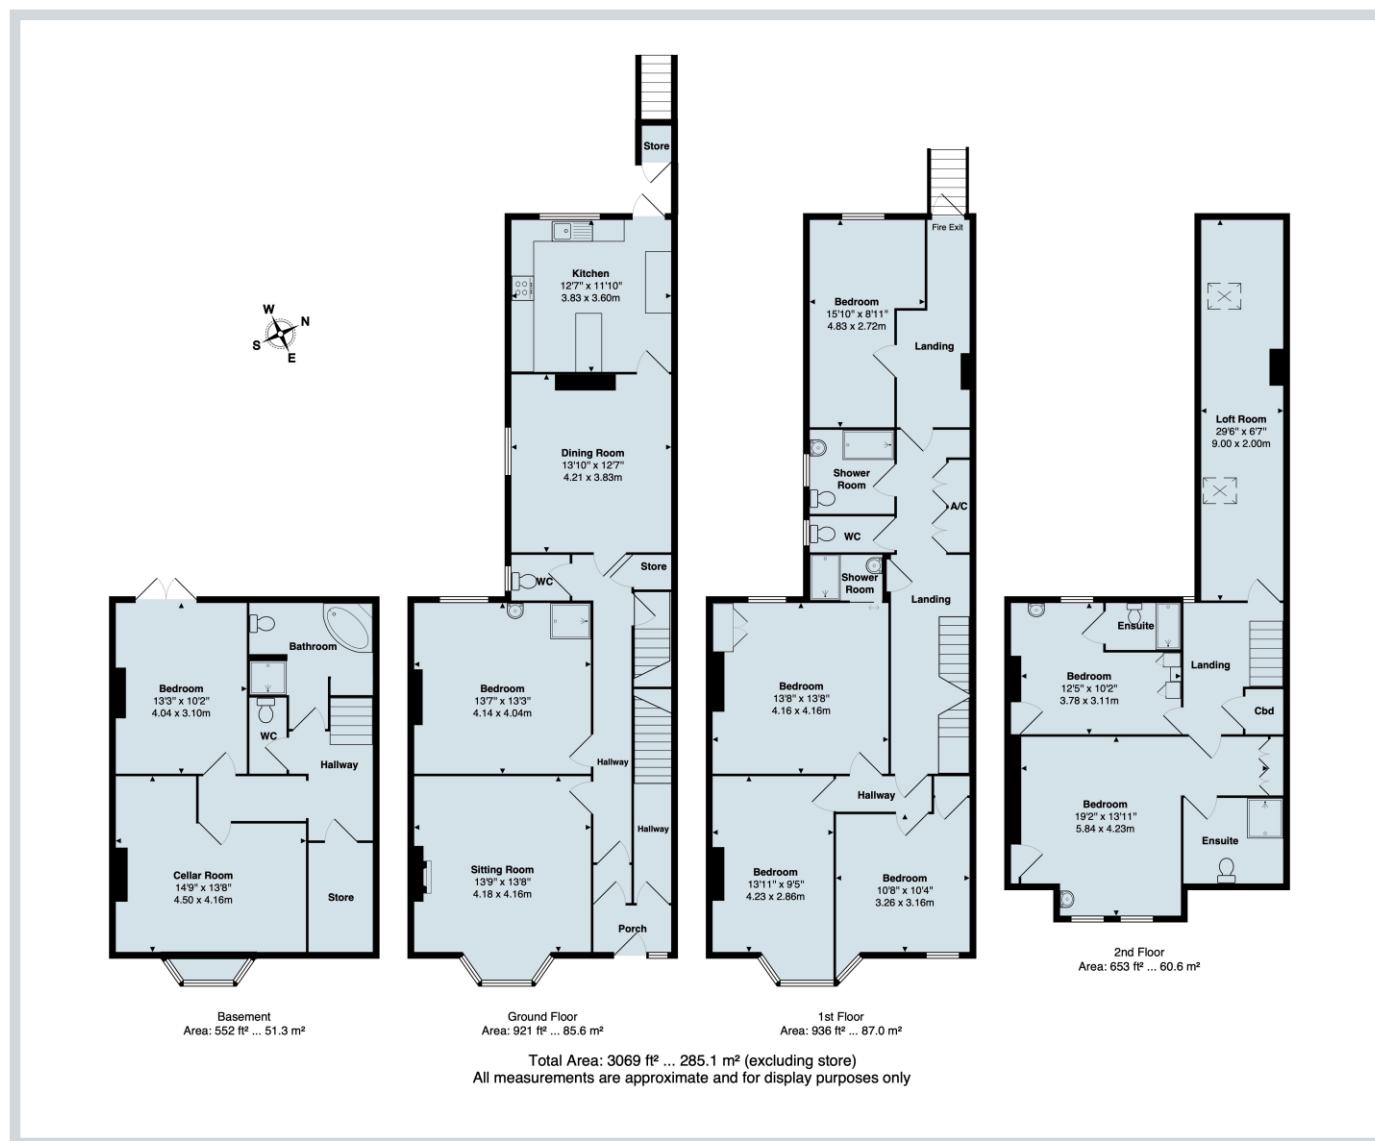 W
N
S
E
Basement
Area: 552 ft² ... 51.3 m²
Bedroom
13'3" x 10'2"
4.04 x 3.10m
Bathroom
WC
Hallway
Cellar Room
14'9" x 13'8"
4.50 x 4.16m
Store
Store
Kitchen
12'7" x 11'10"
3.83 x 3.60m
Dining Room
13'10" x 12'7"
4.21 x 3.83m
WC
Store
Bedroom
13'7" x 13'3"
4.14 x 4.04m
Hallway
Hallway
Sitting Room
13'9" x 13'8"
4.18 x 4.16m
Porch
Ground Floor
Area: 921 ft² ... 85.6 m²
Fire Exit
Bedroom
15'10" x 8'11"
4.83 x 2.72m
Landing
Shower
Room
A/C
WC
Shower
Room
Landing
Bedroom
13'8" x 13'8"
4.16 x 4.16m
Hallway
Bedroom
13'11" x 9'5"
4.23 x 2.86m
Bedroom
10'8" x 10'4"
3.26 x 3.16m
1st Floor
Area: 936 ft² ... 87.0 m²
Loft Room
29'6" x 6'7"
9.00 x 2.00m
Ensuite
Landing
Bedroom
12'5" x 10'2"
3.78 x 3.11m
Cbd
Bedroom
19'2" x 13'11"
5.84 x 4.23m
Ensuite
2nd Floor
Area: 653 ft² ... 60.6 m²
Total Area: 3069 ft² ... 285.1 m² (excluding store)
All measurements are approximate and for display purposes only